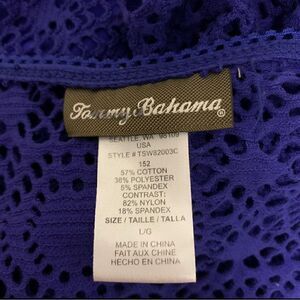 Tommy Bahama®
SEATTLE, WA 98109
USA
STYLE # TSW82003C
152
57% COTTON
38% POLYESTER
5% SPANDEX
CONTRAST:
82% NYLON
18% SPANDEX
SIZE / TAILLE / TALLA
L/G
MADE IN CHINA
FAIT AUX CHINE
HECHO EN CHINA